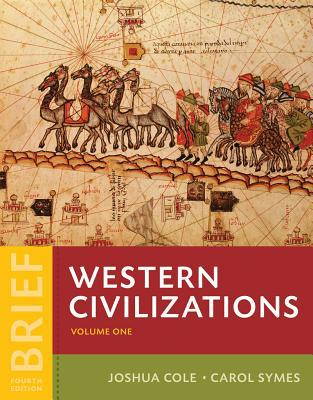 BRIEF
FOURTH EDITION
WESTERN
CIVILIZATIONS
VOLUME ONE
JOSHUA COLE • CAROL SYMES